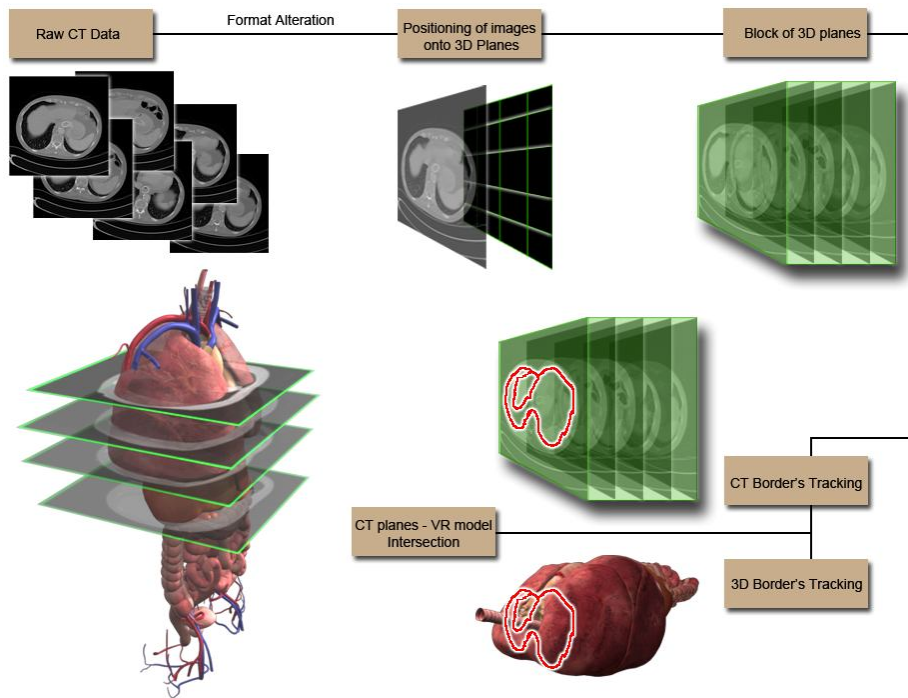 Raw CT Data
Format Alteration
Positioning of images
onto 3D Planes
Block of 3D planes
CT Border's Tracking
CT planes - VR model
Intersection
3D Border's Tracking